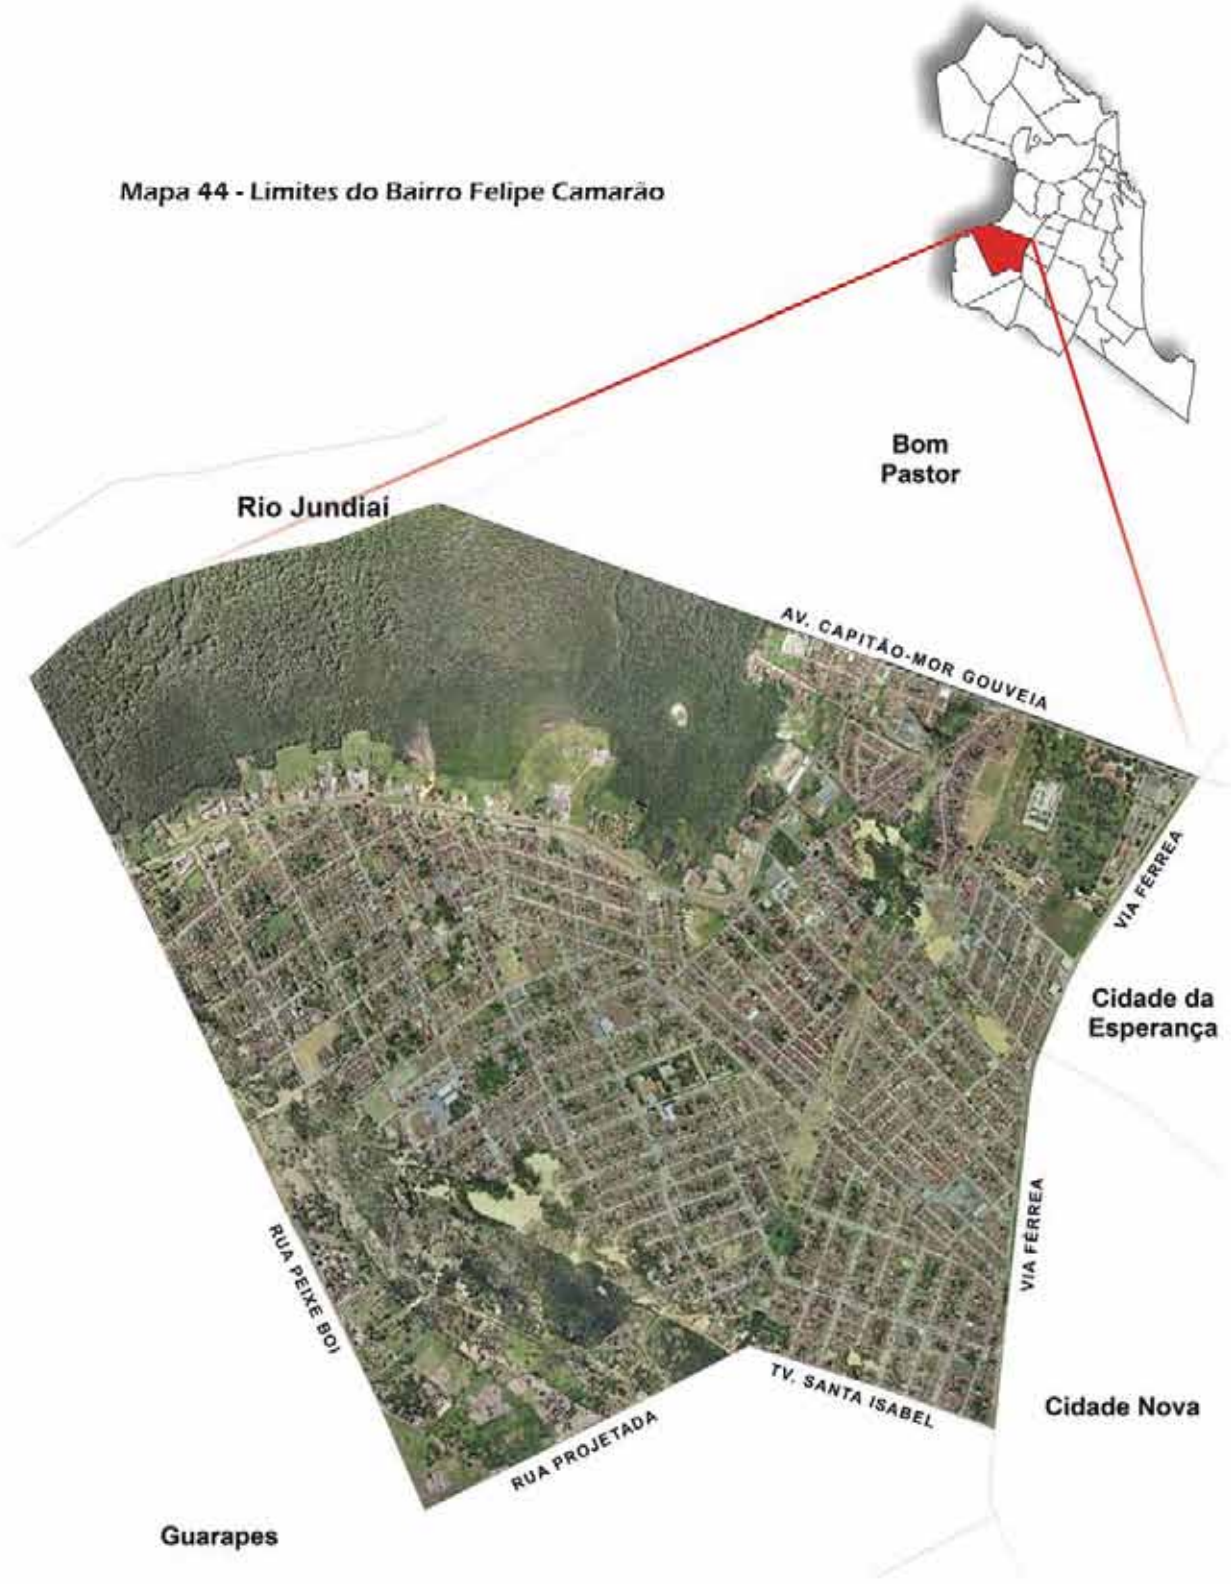 Mapa 44 - Limites do Bairro Felipe Camarão
Bom
Pastor
Rio Jundiaí
AV. CAPITÃO-MOR GOUVEIA
VIA FÉRREA
Cidade da
Esperança
VIA FÉRREA
RUA PEIXE BOI
TV. SANTA ISABEL
Cidade Nova
RUA PROJETADA
Guarapes